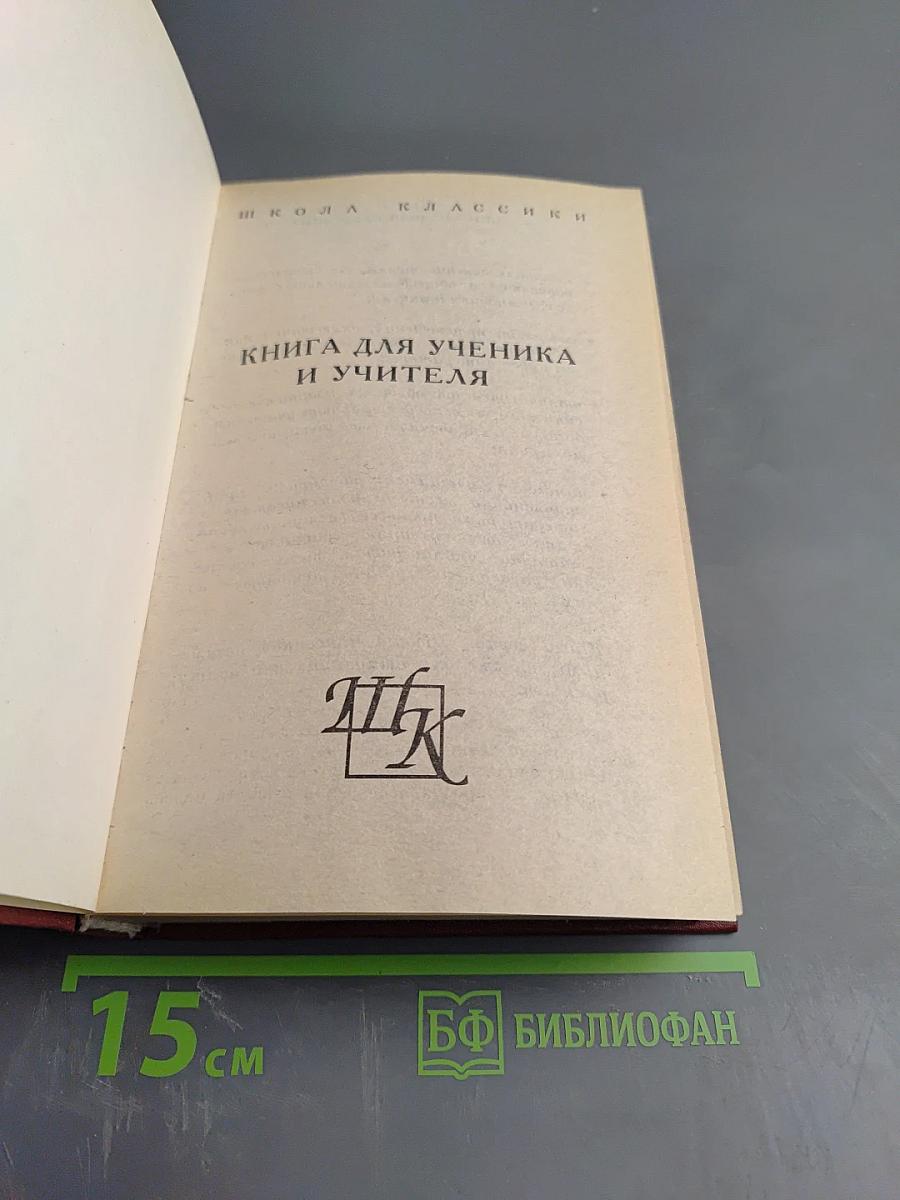 ШКОЛА КЛАССИКИ
КНИГА ДЛЯ УЧЕНИКА
И УЧИТЕЛЯ
ШК
15 см
БФ БИБЛИОФАН